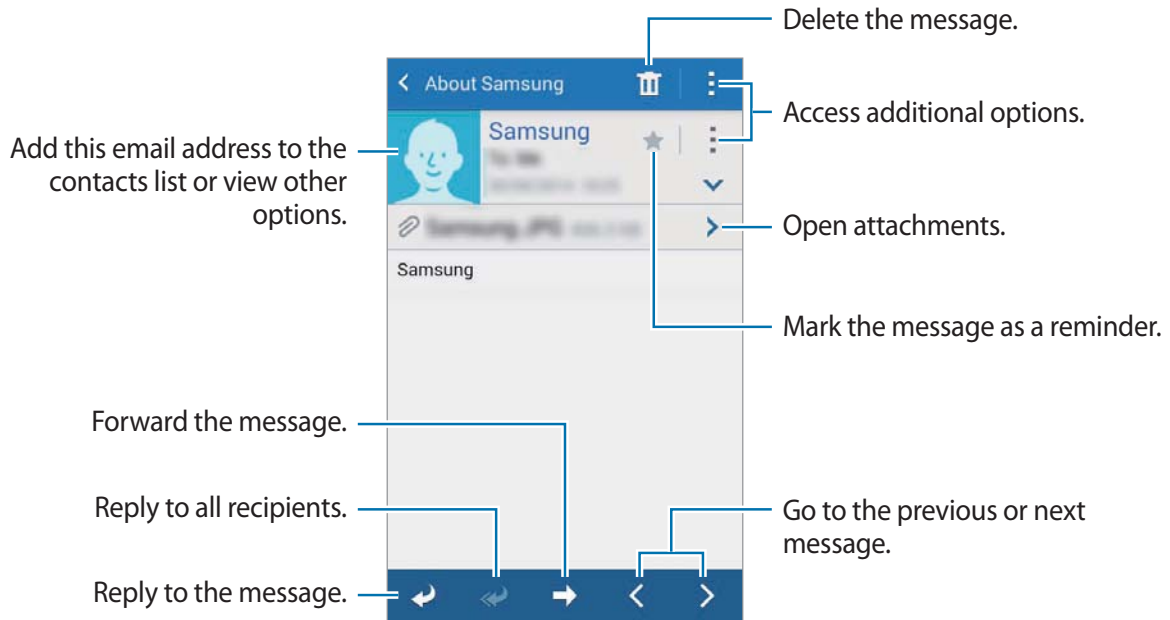 Delete the message.
About Samsung
Access additional options.
Samsung
Add this email address to the
contacts list or view other
options.
Open attachments.
Samsung
Mark the message as a reminder.
Forward the message.
Reply to all recipients.
Go to the previous or next
message.
Reply to the message.